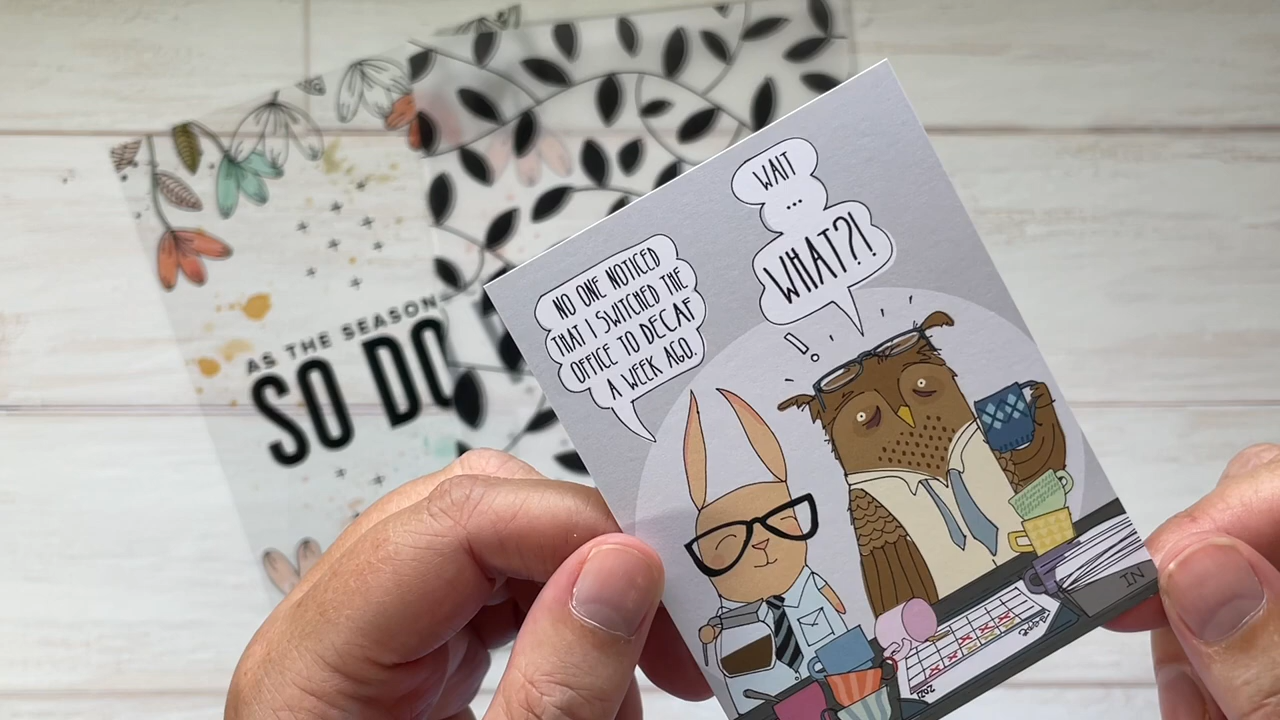 AS THE SEASON
SO DO
WAIT
...
WHAT?!
NO ONE NOTICED
THAT I SWITCHED THE
OFFICE TO DECAF
A WEEK AGO.
IN
2021